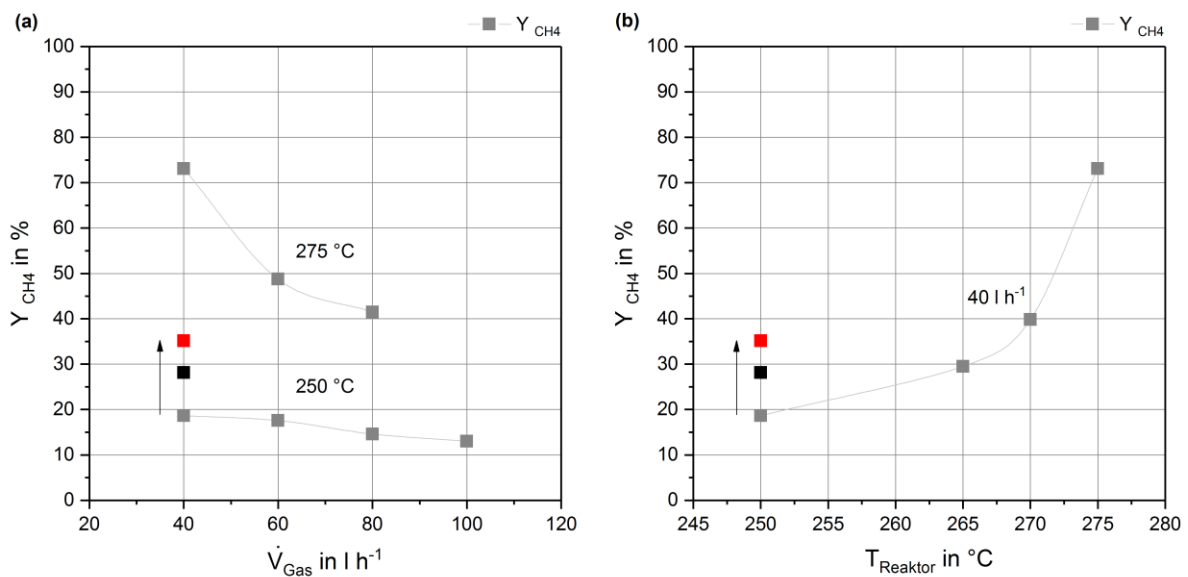 (a)
Y CH4
100
90
80
70
60
50
40
30
20
10
0
Y CH4 in %
275 °C
250 °C
20 40 60 80 100 120
V̇Gas in l h-1
(b)
Y CH4
100
90
80
70
60
50
40
30
20
10
0
Y CH4 in %
40 l h-1
245 250 255 260 265 270 275 280
TReaktor in °C